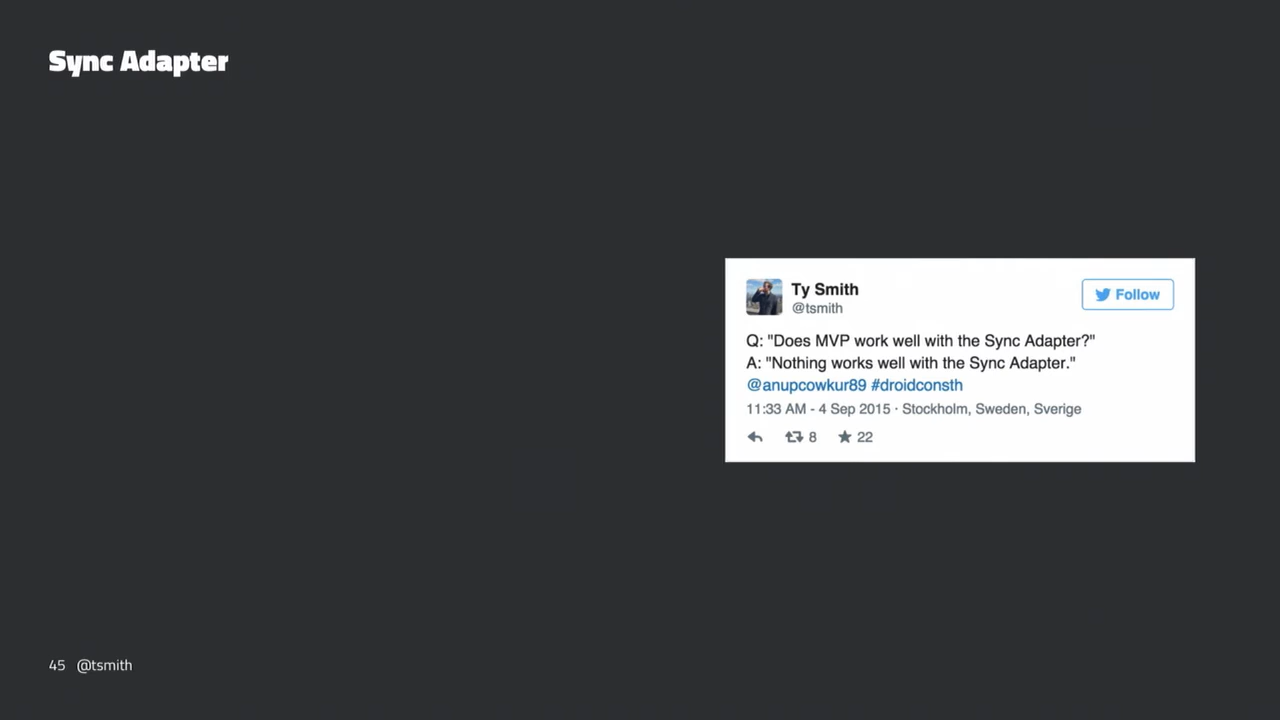 Sync Adapter
Ty Smith
@tsmith
Follow
Q: "Does MVP work well with the Sync Adapter?"
A: "Nothing works well with the Sync Adapter."
@anupcowkur89 #droidconsth
11:33 AM - 4 Sep 2015 · Stockholm, Sweden, Sverige
8 22
45 @tsmith